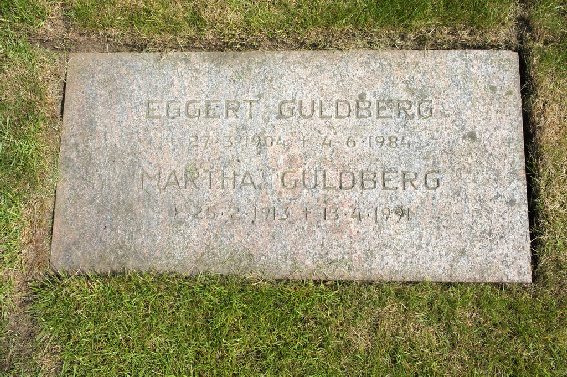 EGGERT GULDBERG
* 27·3·1904 † 4·6·1984
MARTHA GULDBERG
* 26·2·1913 † 13·4·1991